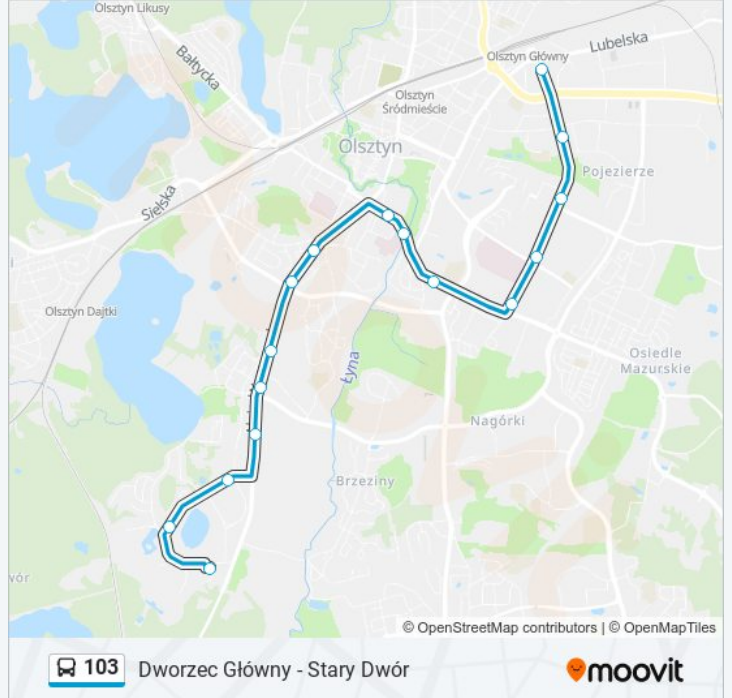 Olsztyn Likusy
Bałtycka
Olsztyn Główny
Lubelska
Olsztyn
Śródmieście
Olsztyn
Pojezierze
Sielska
Olsztyn Dajtki
Łyna
Osiedle
Mazurskie
Nagórki
Brzeziny
wór
© OpenStreetMap contributors | © OpenMapTiles
103 Dworzec Główny - Stary Dwór
moovit